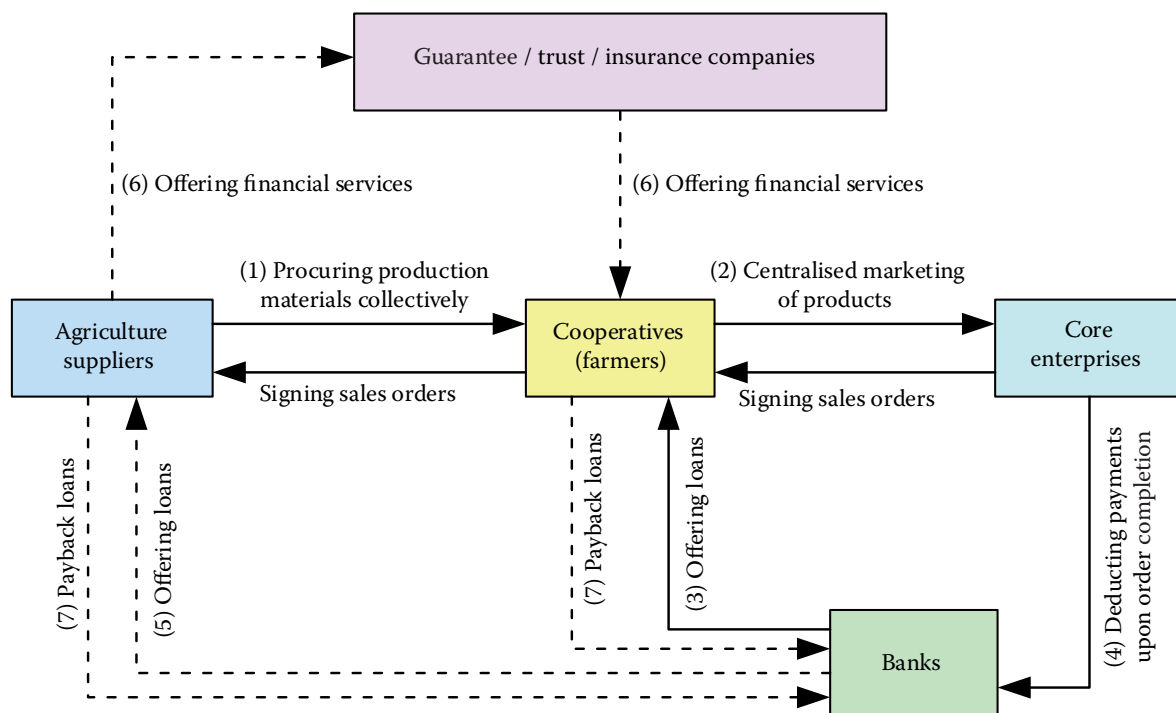 Guarantee / trust / insurance companies
(6) Offering financial services
(6) Offering financial services
(1) Procuring production
materials collectively
(2) Centralised marketing
of products
Agriculture
suppliers
Cooperatives
(farmers)
Core
enterprises
Signing sales orders
Signing sales orders
(7) Payback loans
(5) Offering loans
(7) Payback loans
(3) Offering loans
(4) Deducting payments
upon order completion
Banks